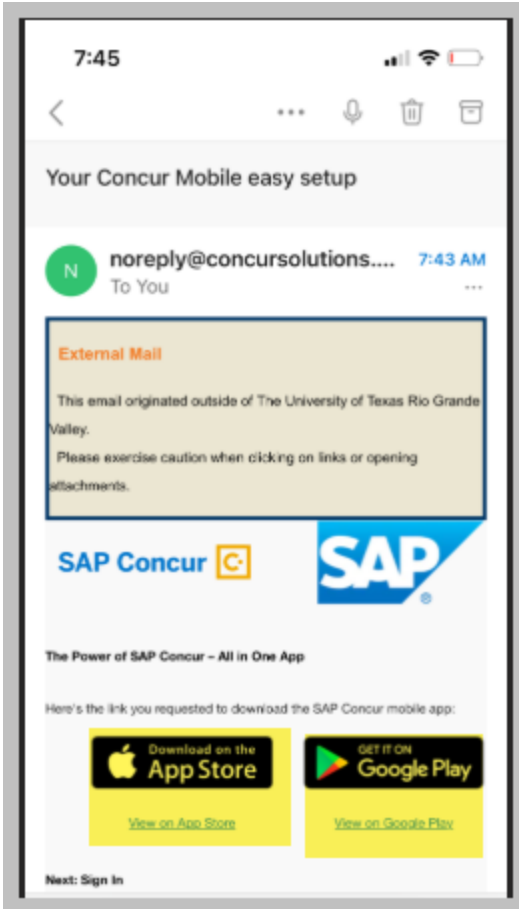 7:45
Your Concur Mobile easy setup
N
noreply@concursolutions....
7:43 AM
To You
External Mail
This email originated outside of The University of Texas Rio Grande
Valley.
Please exercise caution when clicking on links or opening
attachments.
SAP Concur C
SAP
®
The Power of SAP Concur – All in One App
Here's the link you requested to download the SAP Concur mobile app:
Download on the
App Store
GET IT ON
Google Play
View on App Store
View on Google Play
Next: Sign In